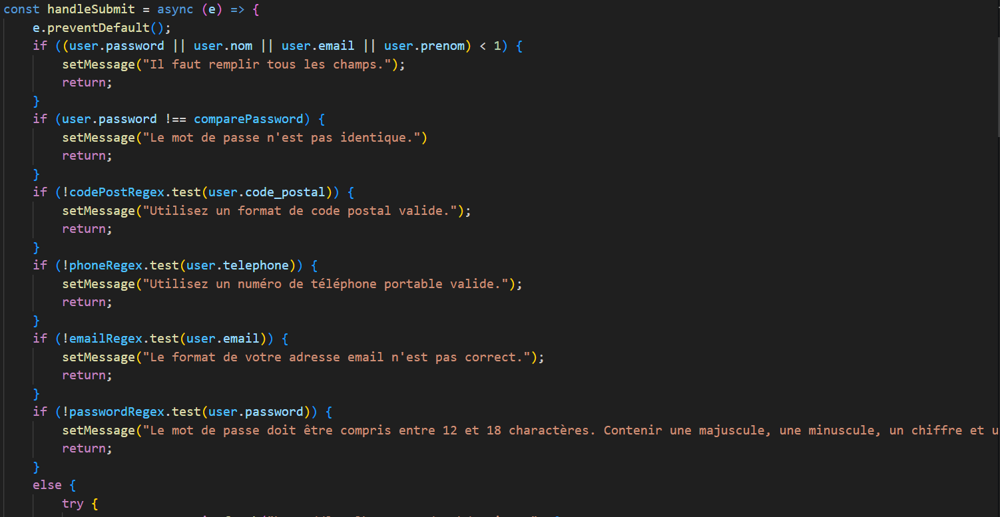 const handleSubmit = async (e) => {
e.preventDefault();
if ((user.password || user.nom || user.email || user.prenom) < 1) {
setMessage("Il faut remplir tous les champs.");
return;
}
if (user.password !== comparePassword) {
setMessage("Le mot de passe n'est pas identique.")
return;
}
if (!codePostRegex.test(user.code_postal)) {
setMessage("Utilisez un format de code postal valide.");
return;
}
if (!phoneRegex.test(user.telephone)) {
setMessage("Utilisez un numéro de téléphone portable valide.");
return;
}
if (!emailRegex.test(user.email)) {
setMessage("Le format de votre adresse email n'est pas correct.");
return;
}
if (!passwordRegex.test(user.password)) {
setMessage("Le mot de passe doit être compris entre 12 et 18 charactères. Contenir une majuscule, une minuscule, un chiffre et u
return;
}
else {
try {